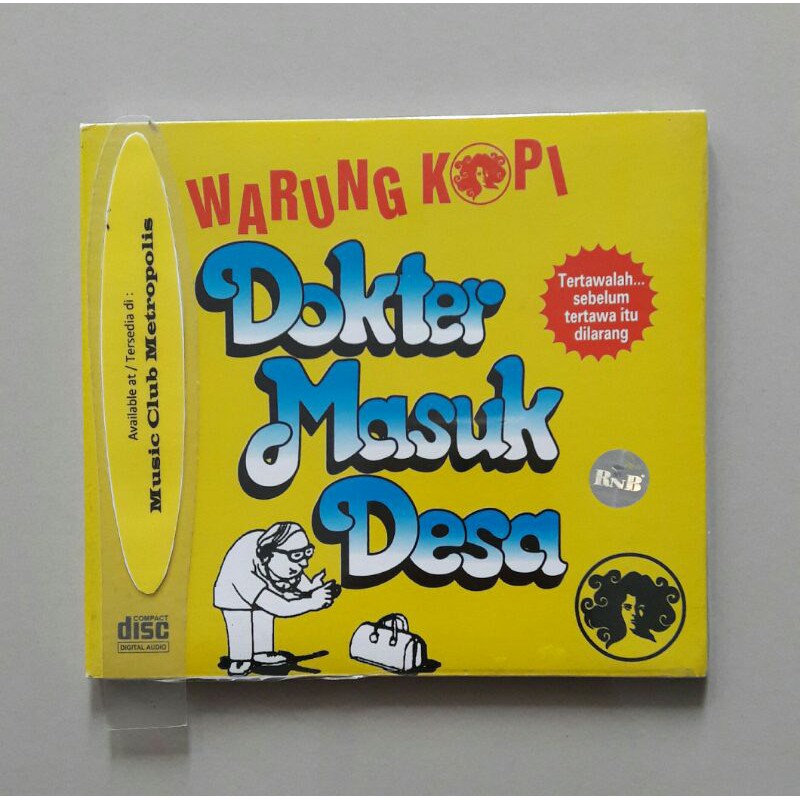 WARUNG KOPI
Dokter
Masuk
Desa
Tertawalah...
sebelum
tertawa itu
dilarang
RNB
Available at / Tersedia di :
Music Club Metropolis
COMPACT
disc
DIGITAL AUDIO